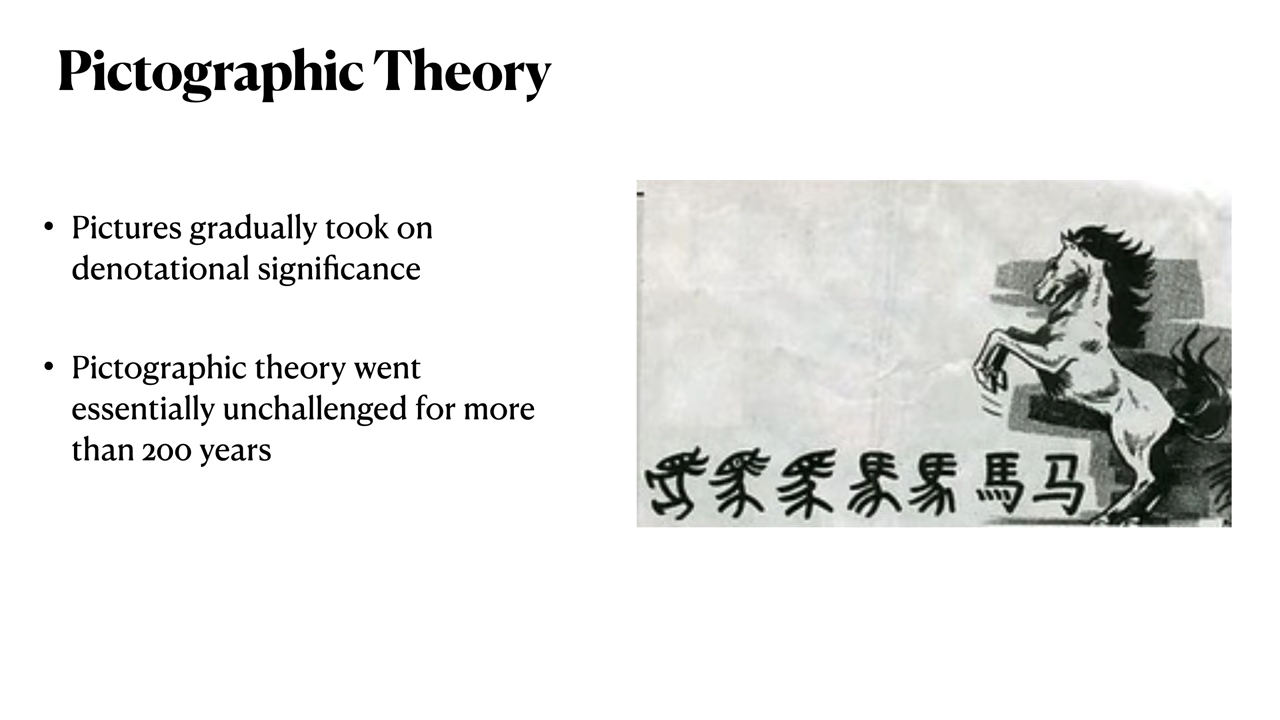 Pictographic Theory
• Pictures gradually took on
denotational significance
• Pictographic theory went
essentially unchallenged for more
than 200 years
馬 马